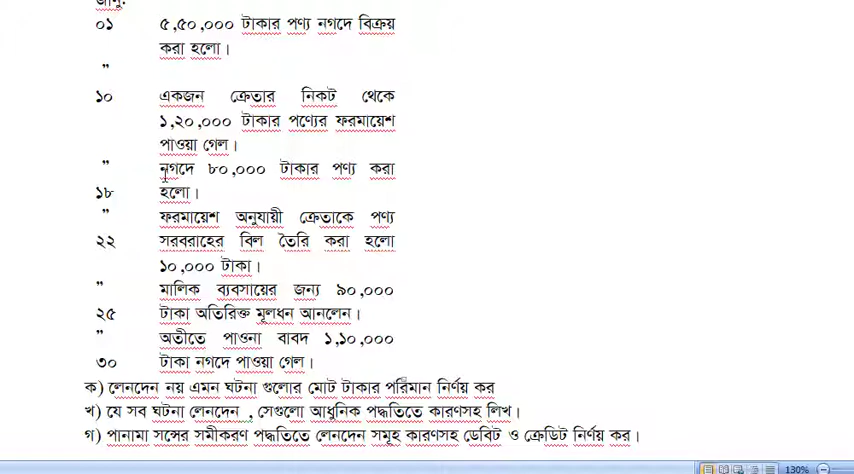 জানু:
০১ ৫,৫০,০০০ টাকার পণ্য নগদে বিক্রয়
করা হলো।
”
১০ একজন ক্রেতার নিকট থেকে
১,২০,০০০ টাকার পণ্যের ফরমায়েশ
পাওয়া গেল।
” নগদে ৮০,০০০ টাকার পণ্য করা
১৮ হলো।
” ফরমায়েশ অনুযায়ী ক্রেতাকে পণ্য
২২ সরবরাহের বিল তৈরি করা হলো
১০,০০০ টাকা।
” মালিক ব্যবসায়ের জন্য ৯০,০০০
২৫ টাকা অতিরিক্ত মূলধন আনলেন।
” অতীতে পাওনা বাবদ ১,১০,০০০
৩০ টাকা নগদে পাওয়া গেল।
ক) লেনদেন নয় এমন ঘটনা গুলোর মোট টাকার পরিমান নির্ণয় কর
খ) যে সব ঘটনা লেনদেন , সেগুলো আধুনিক পদ্ধতিতে কারণসহ লিখ।
গ) পানামা সন্সের সমীকরণ পদ্ধতিতে লেনদেন সমূহ কারণসহ ডেবিট ও ক্রেডিট নির্ণয় কর।
130%